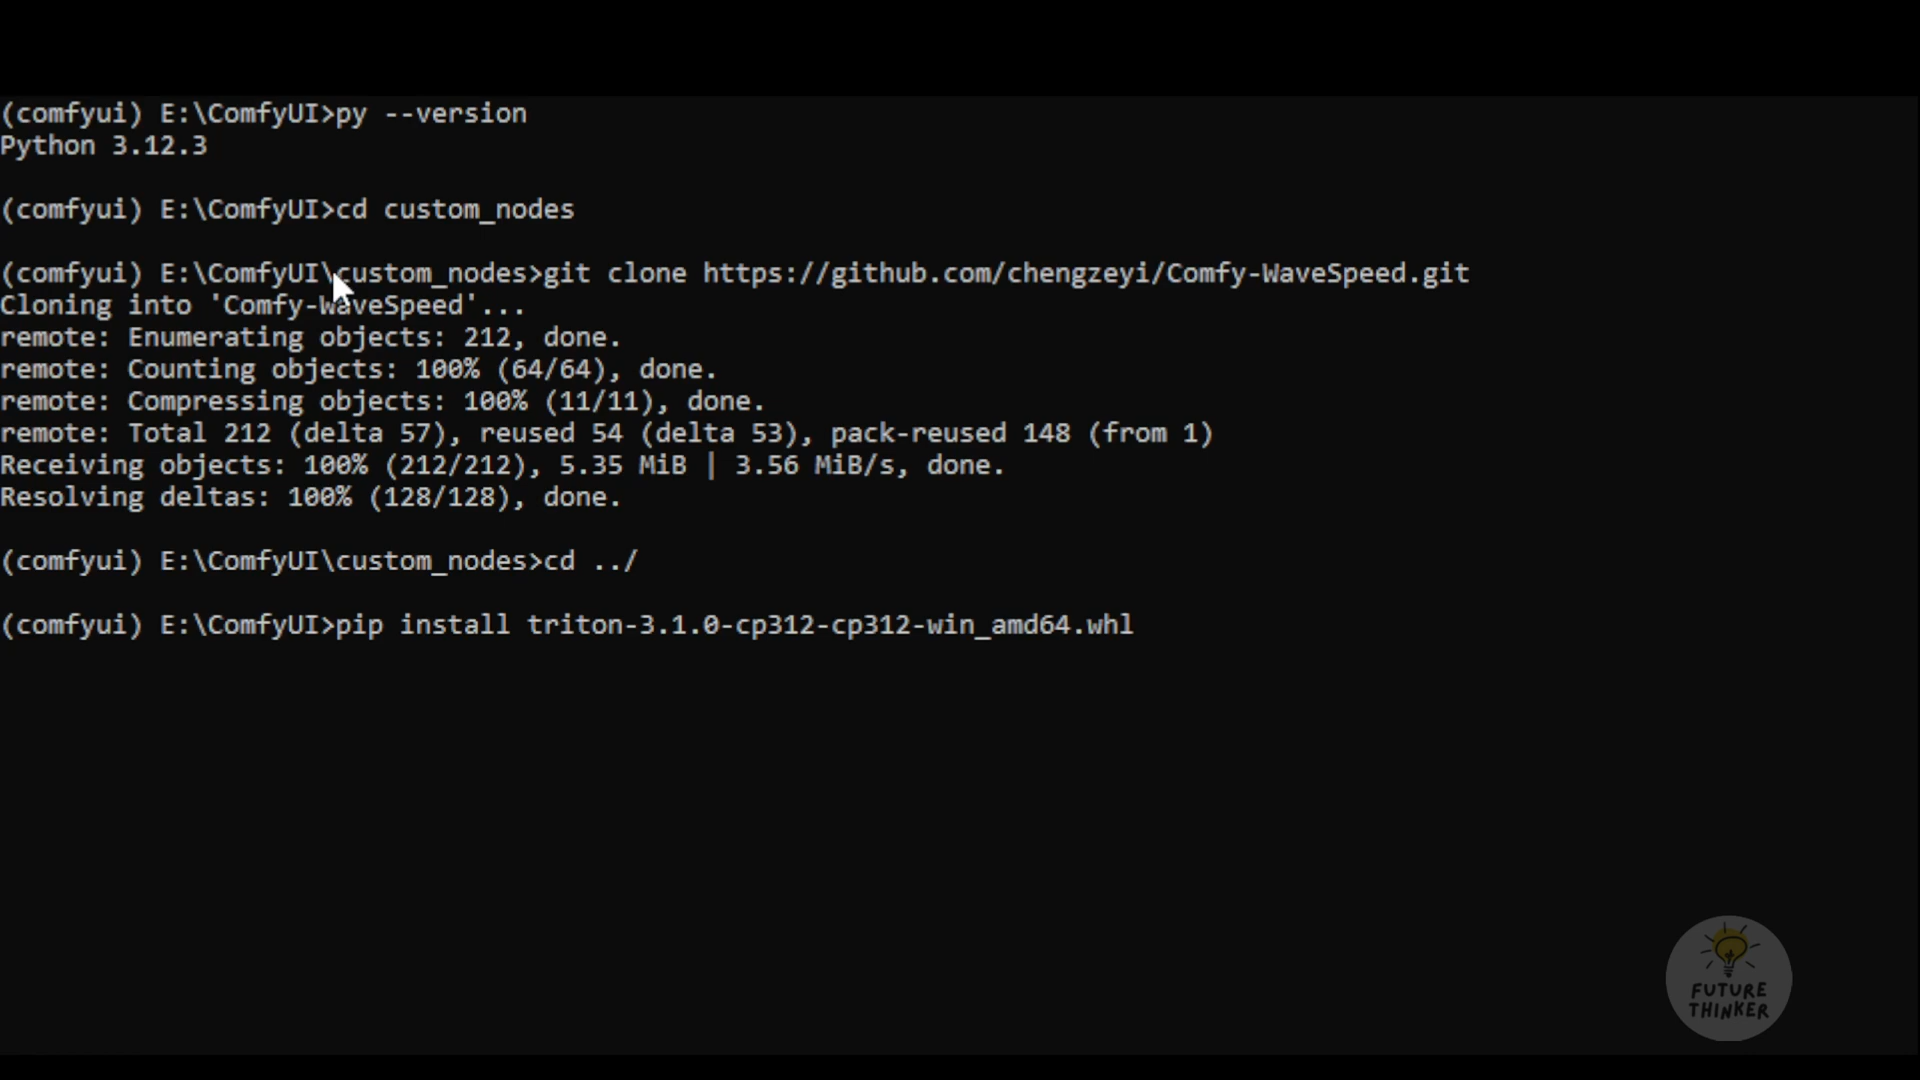 (comfyui) E:\ComfyUI>py --version
Python 3.12.3
(comfyui) E:\ComfyUI>cd custom_nodes
(comfyui) E:\ComfyUI\custom_nodes>git clone https://github.com/chengzeyi/Comfy-WaveSpeed.git
Cloning into 'Comfy-WaveSpeed'...
remote: Enumerating objects: 212, done.
remote: Counting objects: 100% (64/64), done.
remote: Compressing objects: 100% (11/11), done.
remote: Total 212 (delta 57), reused 54 (delta 53), pack-reused 148 (from 1)
Receiving objects: 100% (212/212), 5.35 MiB | 3.56 MiB/s, done.
Resolving deltas: 100% (128/128), done.
(comfyui) E:\ComfyUI\custom_nodes>cd ../
(comfyui) E:\ComfyUI>pip install triton-3.1.0-cp312-cp312-win_amd64.whl
FUTURE
THINKER